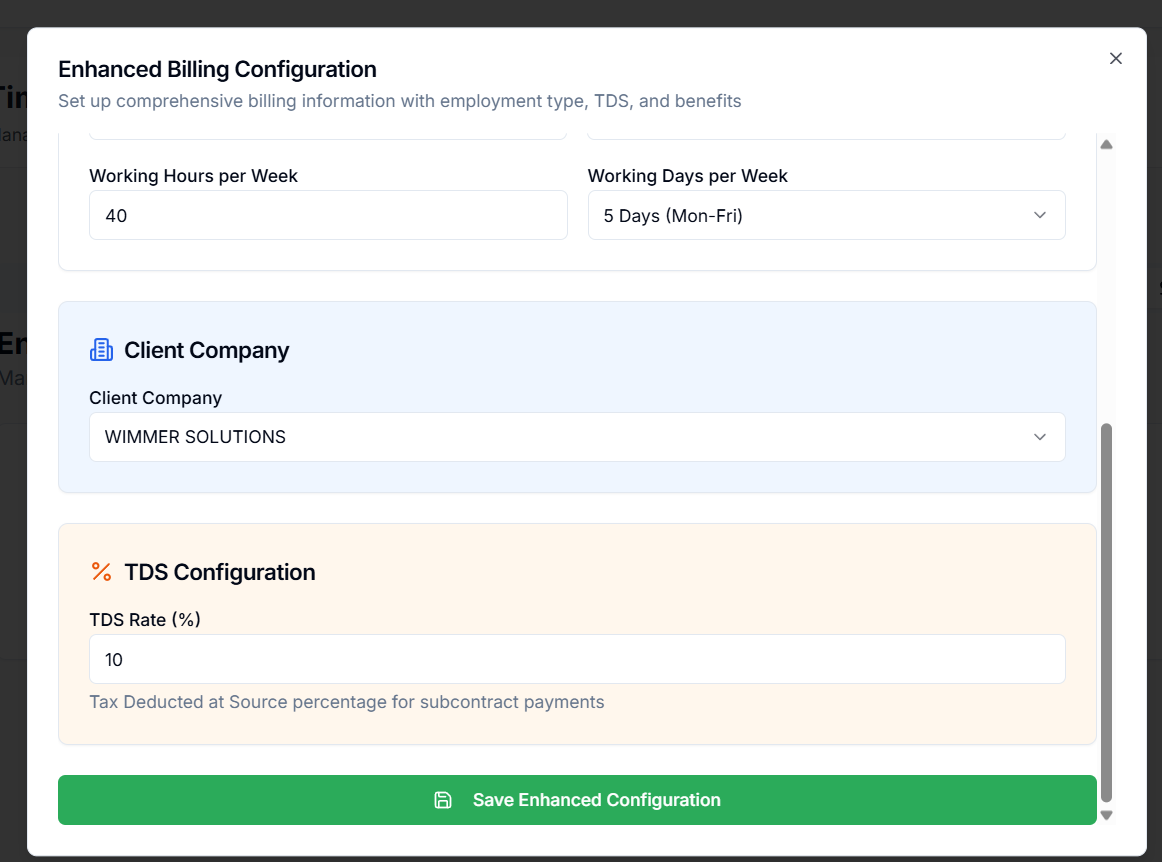 Enhanced Billing Configuration
Set up comprehensive billing information with employment type, TDS, and benefits
Working Hours per Week
Working Days per Week
40
5 Days (Mon-Fri)
Client Company
Client Company
WIMMER SOLUTIONS
TDS Configuration
TDS Rate (%)
10
Tax Deducted at Source percentage for subcontract payments
Save Enhanced Configuration